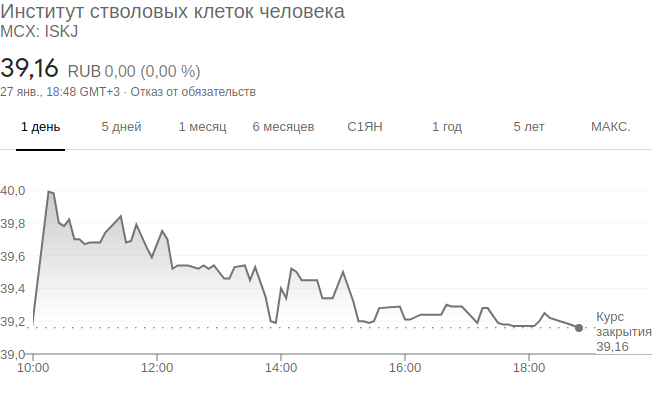 Институт стволовых клеток человека
MCX: ISKJ
39,16 RUB 0,00 (0,00 %)
27 янв., 18:48 GMT+3 · Отказ от обязательств
1 день 5 дней 1 месяц 6 месяцев С1ЯН 1 год 5 лет МАКС.
40,0
39,8
39,6
39,4
39,2
39,0
Курс
закрытия
39,16
10:00 12:00 14:00 16:00 18:00